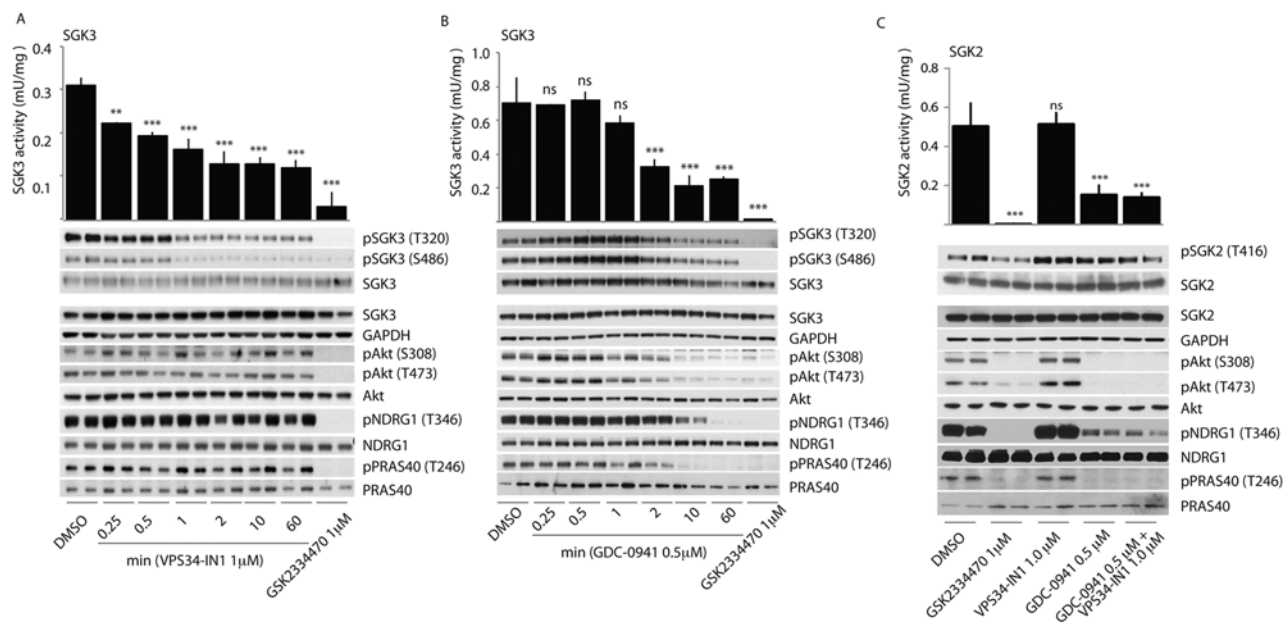 A
SGK3
SGK3 activity (mU/mg)
0.4
0.3
0.2
0.1
**
***
***
***
***
***
***
pSGK3 (T320)
pSGK3 (S486)
SGK3
SGK3
GAPDH
pAkt (S308)
pAkt (T473)
Akt
pNDRG1 (T346)
NDRG1
pPRAS40 (T246)
PRAS40
DMSO
0.25
0.5
1
2
10
60
GSK2334470 1μM
min (VPS34-IN1 1μM)
B
SGK3
SGK3 activity (mU/mg)
1.0
0.8
0.6
0.4
0.2
ns
ns
ns
***
***
***
***
pSGK3 (T320)
pSGK3 (S486)
SGK3
SGK3
GAPDH
pAkt (S308)
pAkt (T473)
Akt
pNDRG1 (T346)
NDRG1
pPRAS40 (T246)
PRAS40
DMSO
0.25
0.5
1
2
10
60
GSK2334470 1μM
min (GDC-0941 0.5μM)
C
SGK2
SGK2 activity (mU/mg)
0.8
0.6
0.4
0.2
***
ns
***
***
pSGK2 (T416)
SGK2
SGK2
GAPDH
pAkt (S308)
pAkt (T473)
Akt
pNDRG1 (T346)
NDRG1
pPRAS40 (T246)
PRAS40
DMSO
GSK2334470 1μM
VPS34-IN1 1.0 μM
GDC-0941 0.5 μM
GDC-0941 0.5 μM +
VPS34-IN1 1.0 μM